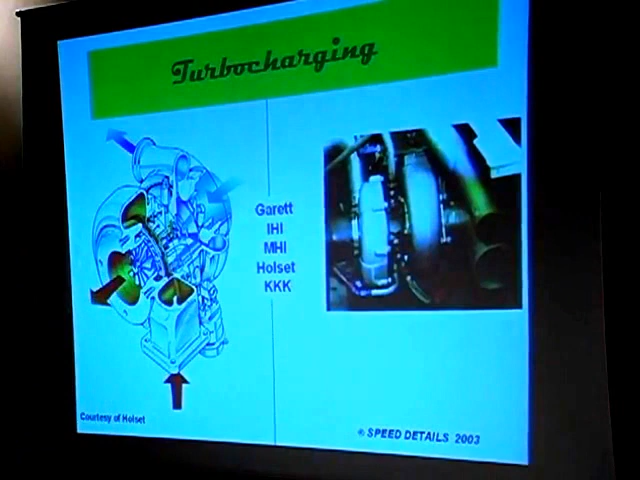 Turbocharging
Garett
IHI
MHI
Holset
KKK
Courtesy of Holset
© SPEED DETAILS 2003